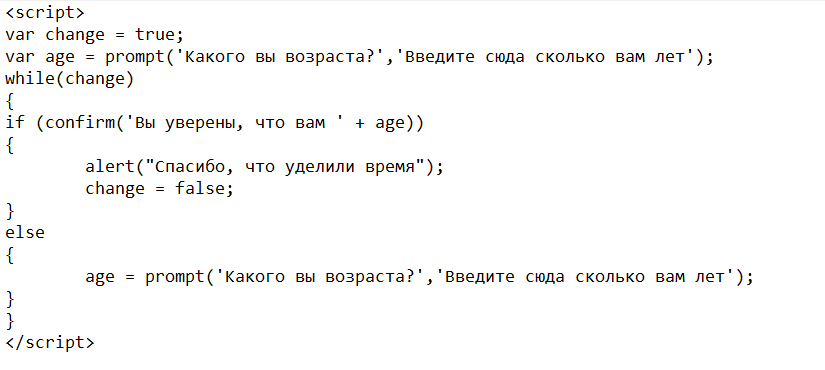 <script>
var change = true;
var age = prompt('Какого вы возраста?','Введите сюда сколько вам лет');
while(change)
{
if (confirm('Вы уверены, что вам ' + age))
{
        alert("Спасибо, что уделили время");
        change = false;
}
else
{
        age = prompt('Какого вы возраста?','Введите сюда сколько вам лет');
}
}
</script>